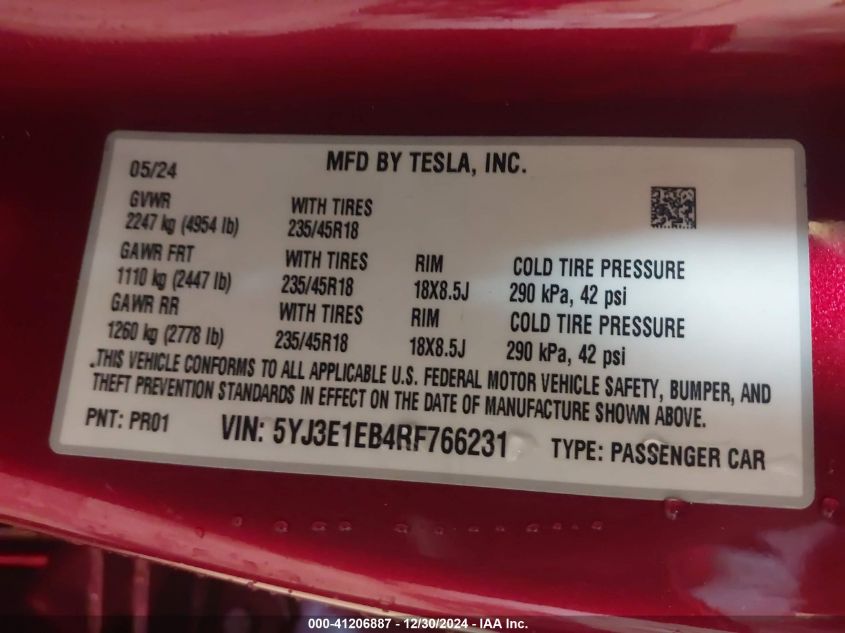 MFD BY TESLA, INC.
05/24
GVWR
2247 kg (4954 lb)
WITH TIRES
235/45R18
GAWR FRT
1110 kg (2447 lb)
WITH TIRES
235/45R18
RIM
18X8.5J
COLD TIRE PRESSURE
290 kPa, 42 psi
GAWR RR
1260 kg (2778 lb)
WITH TIRES
235/45R18
RIM
18X8.5J
COLD TIRE PRESSURE
290 kPa, 42 psi
THIS VEHICLE CONFORMS TO ALL APPLICABLE U.S. FEDERAL MOTOR VEHICLE SAFETY, BUMPER, AND
THEFT PREVENTION STANDARDS IN EFFECT ON THE DATE OF MANUFACTURE SHOWN ABOVE.
PNT: PR01 VIN: 5YJ3E1EB4RF766231 TYPE: PASSENGER CAR
000-41206887 - 12/30/2024 - IAA Inc.